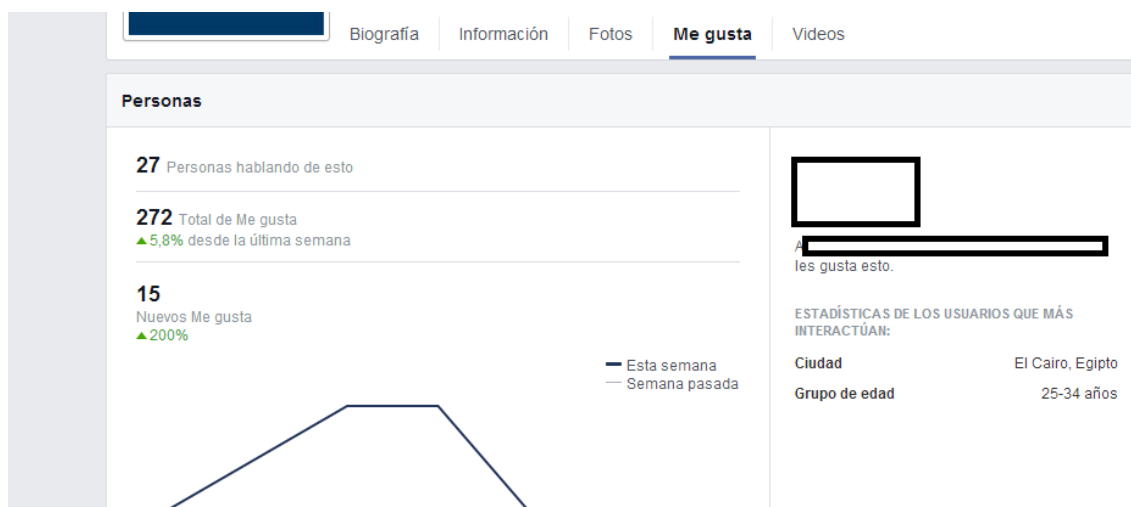 Biografía Información Fotos Me gusta Videos
Personas
27 Personas hablando de esto
272 Total de Me gusta
5,8% desde la última semana
15
Nuevos Me gusta
200%
Esta semana
Semana pasada
A
les gusta esto.
ESTADÍSTICAS DE LOS USUARIOS QUE MÁS
INTERACTÚAN:
Ciudad El Cairo, Egipto
Grupo de edad 25-34 años